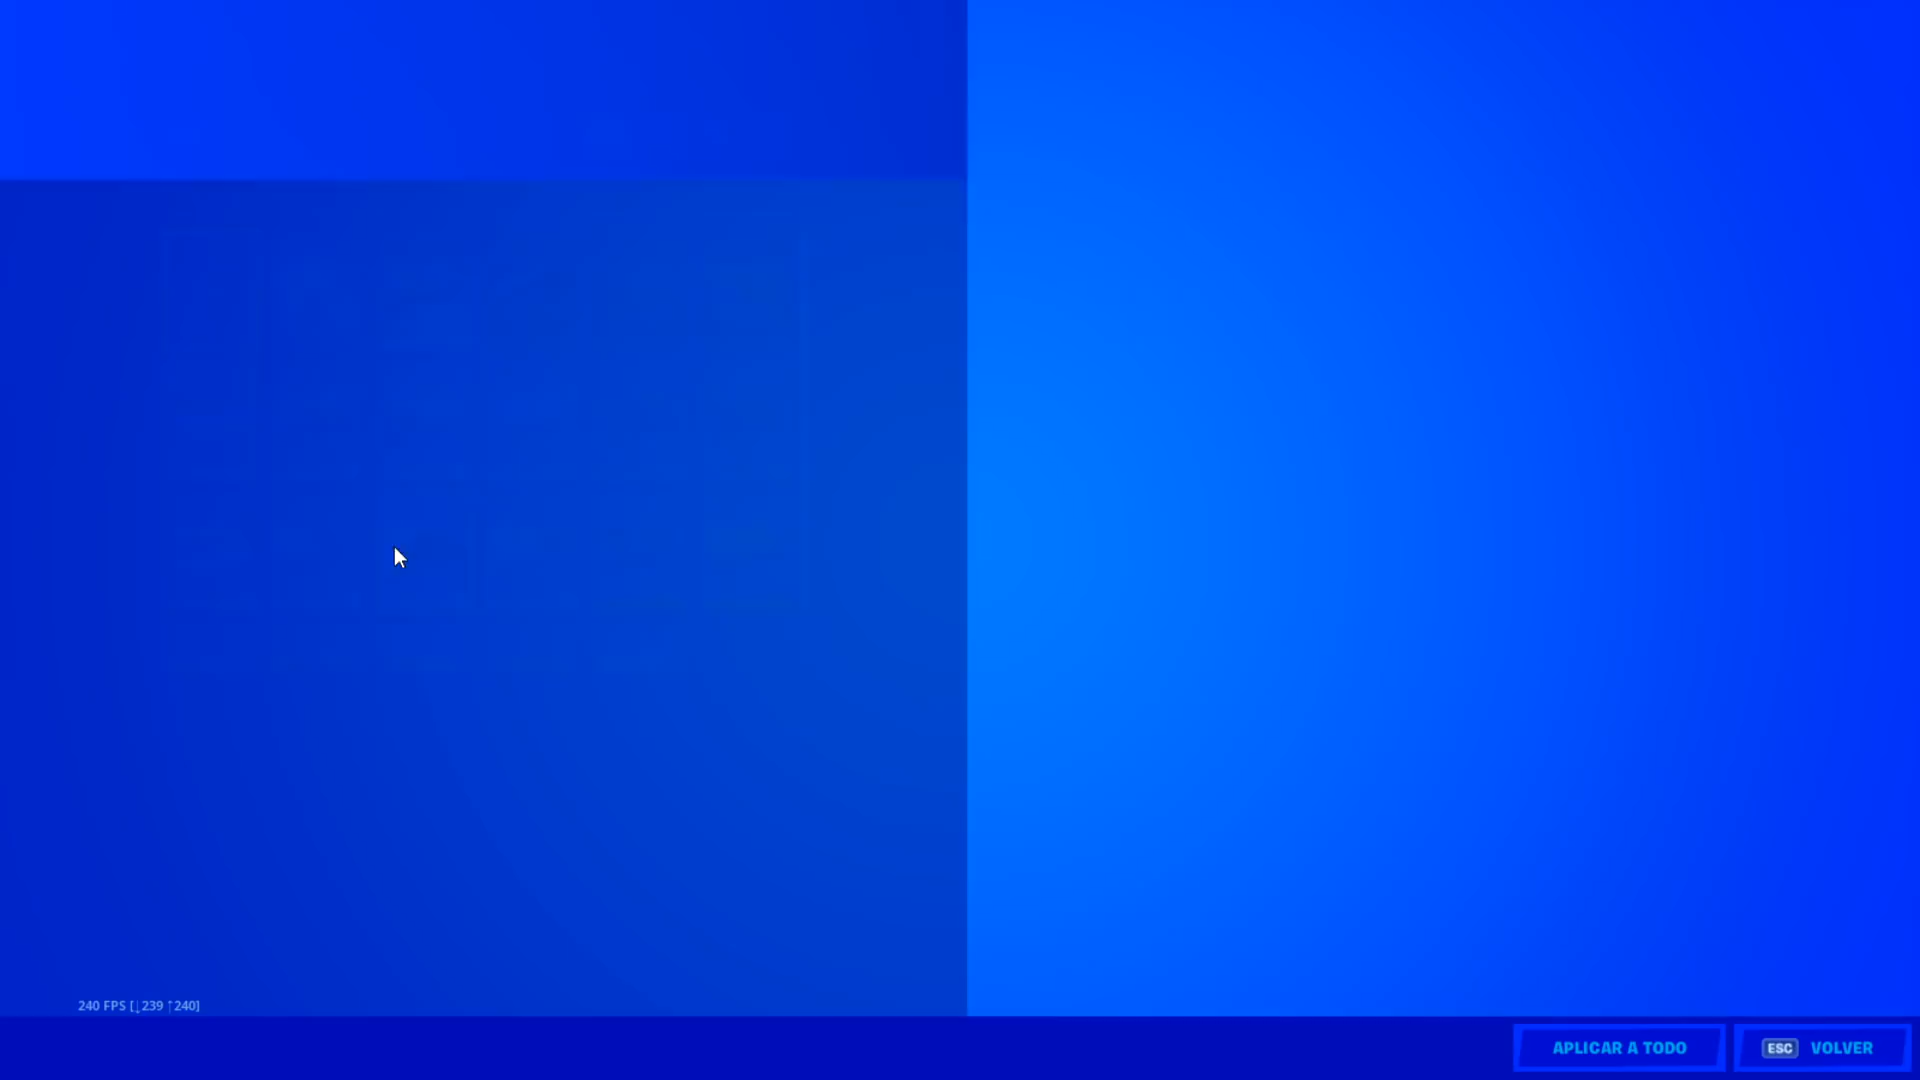 240 FPS [↓239 ↑240]
APLICAR A TODO
ESC VOLVER